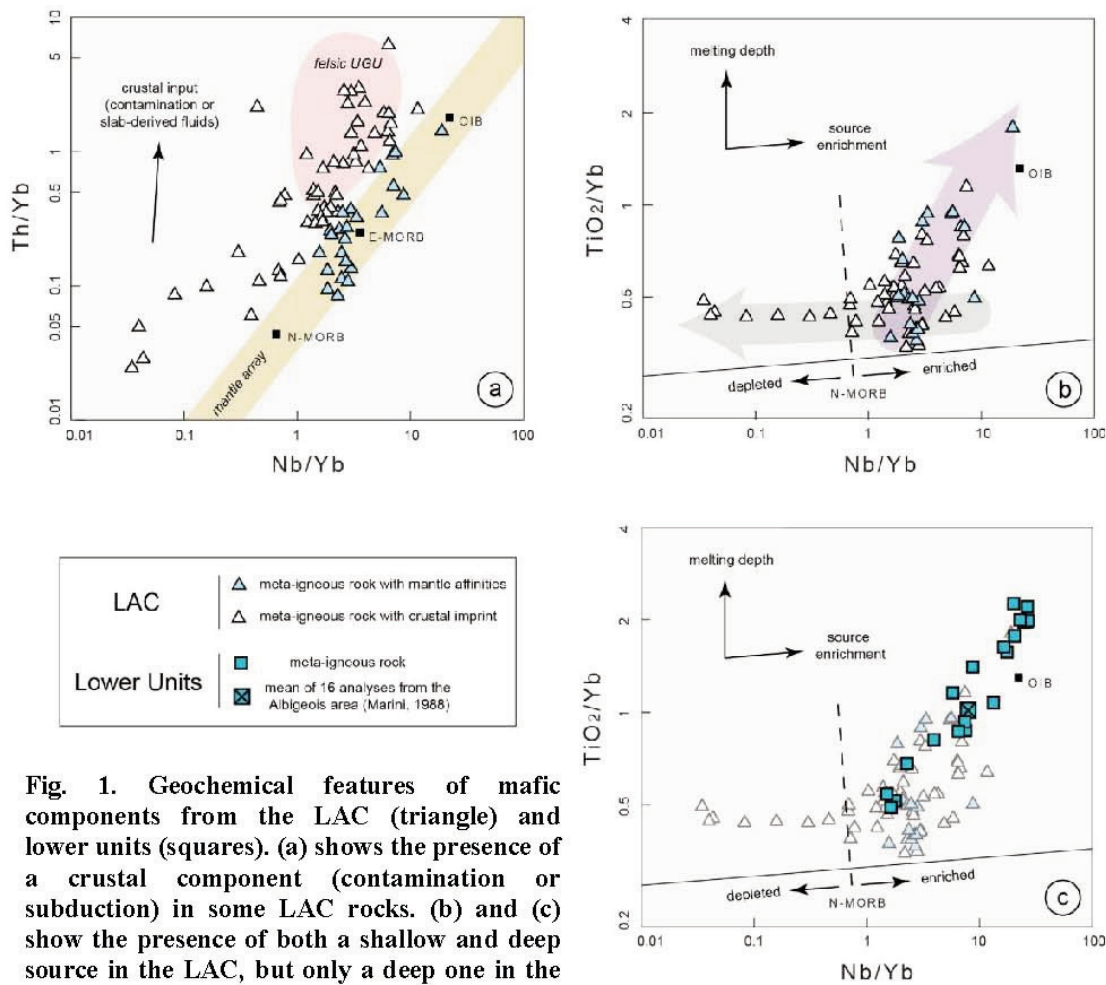 10
5
1
0.5
0.1
0.05
0.01
Th/Yb
felsic UGU
crustal input
(contamination or
slab-derived fluids)
OIB
E-MORB
N-MORB
mantle array
a
0.01
0.1
1
10
100
Nb/Yb
4
2
1
0.5
0.2
TiO2/Yb
melting depth
source
enrichment
OIB
depleted
enriched
N-MORB
b
0.01
0.1
1
10
100
Nb/Yb
LAC
meta-igneous rock with mantle affinities
meta-igneous rock with crustal imprint
Lower Units
meta-igneous rock
mean of 16 analyses from the
Albigeois area (Marini, 1988)
4
2
1
0.5
0.2
TiO2/Yb
melting depth
source
enrichment
OIB
depleted
enriched
N-MORB
c
0.01
0.1
1
10
100
Nb/Yb
Fig. 1. Geochemical features of mafic
components from the LAC (triangle) and
lower units (squares). (a) shows the presence of
a crustal component (contamination or
subduction) in some LAC rocks. (b) and (c)
show the presence of both a shallow and deep
source in the LAC, but only a deep one in the